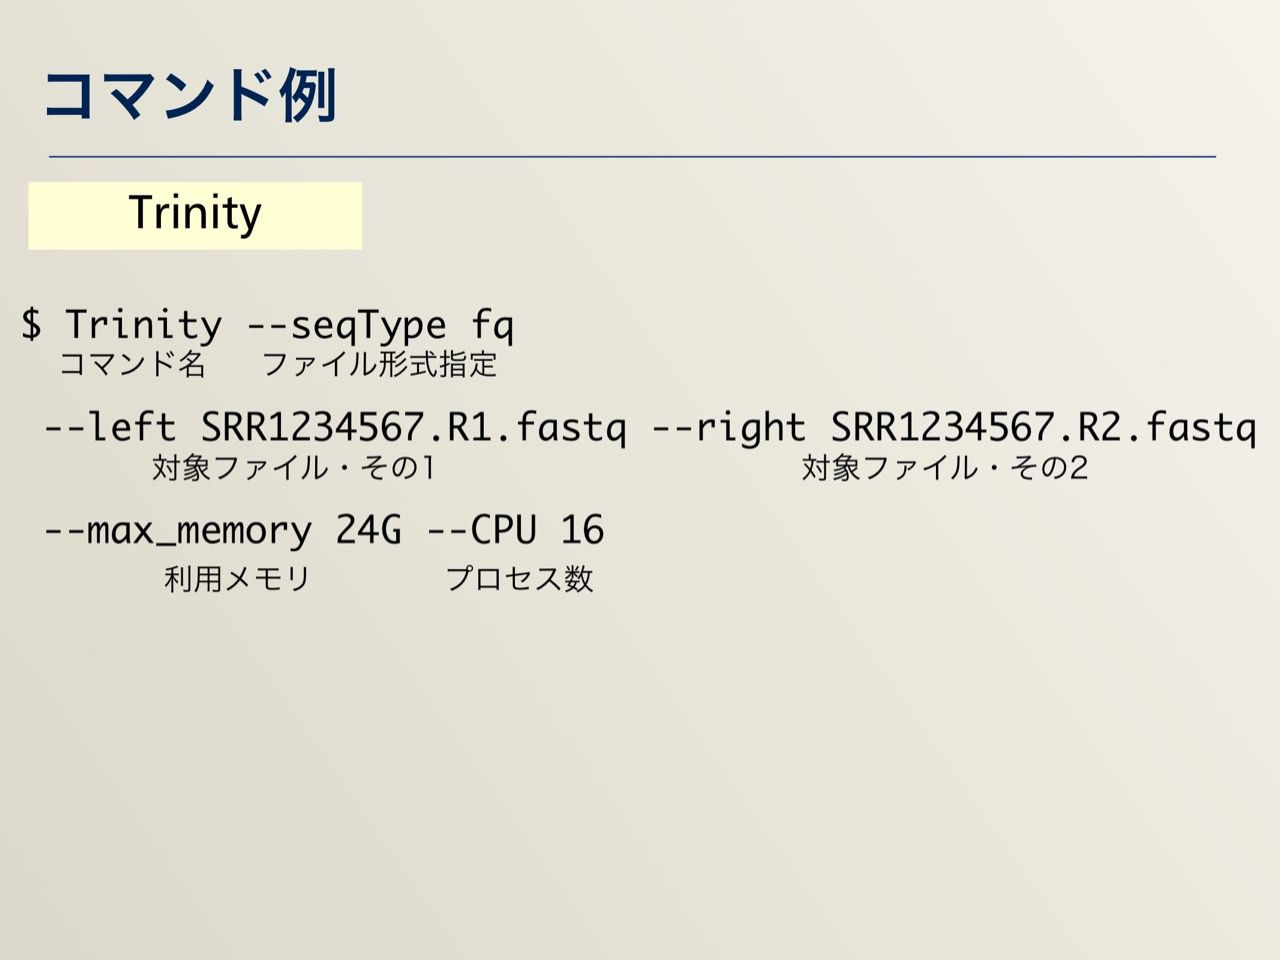 コマンド例
Trinity
$ Trinity --seqType fq
コマンド名 ファイル形式指定
--left SRR1234567.R1.fastq --right SRR1234567.R2.fastq
対象ファイル・その1 対象ファイル・その2
--max_memory 24G --CPU 16
利用メモリ プロセス数